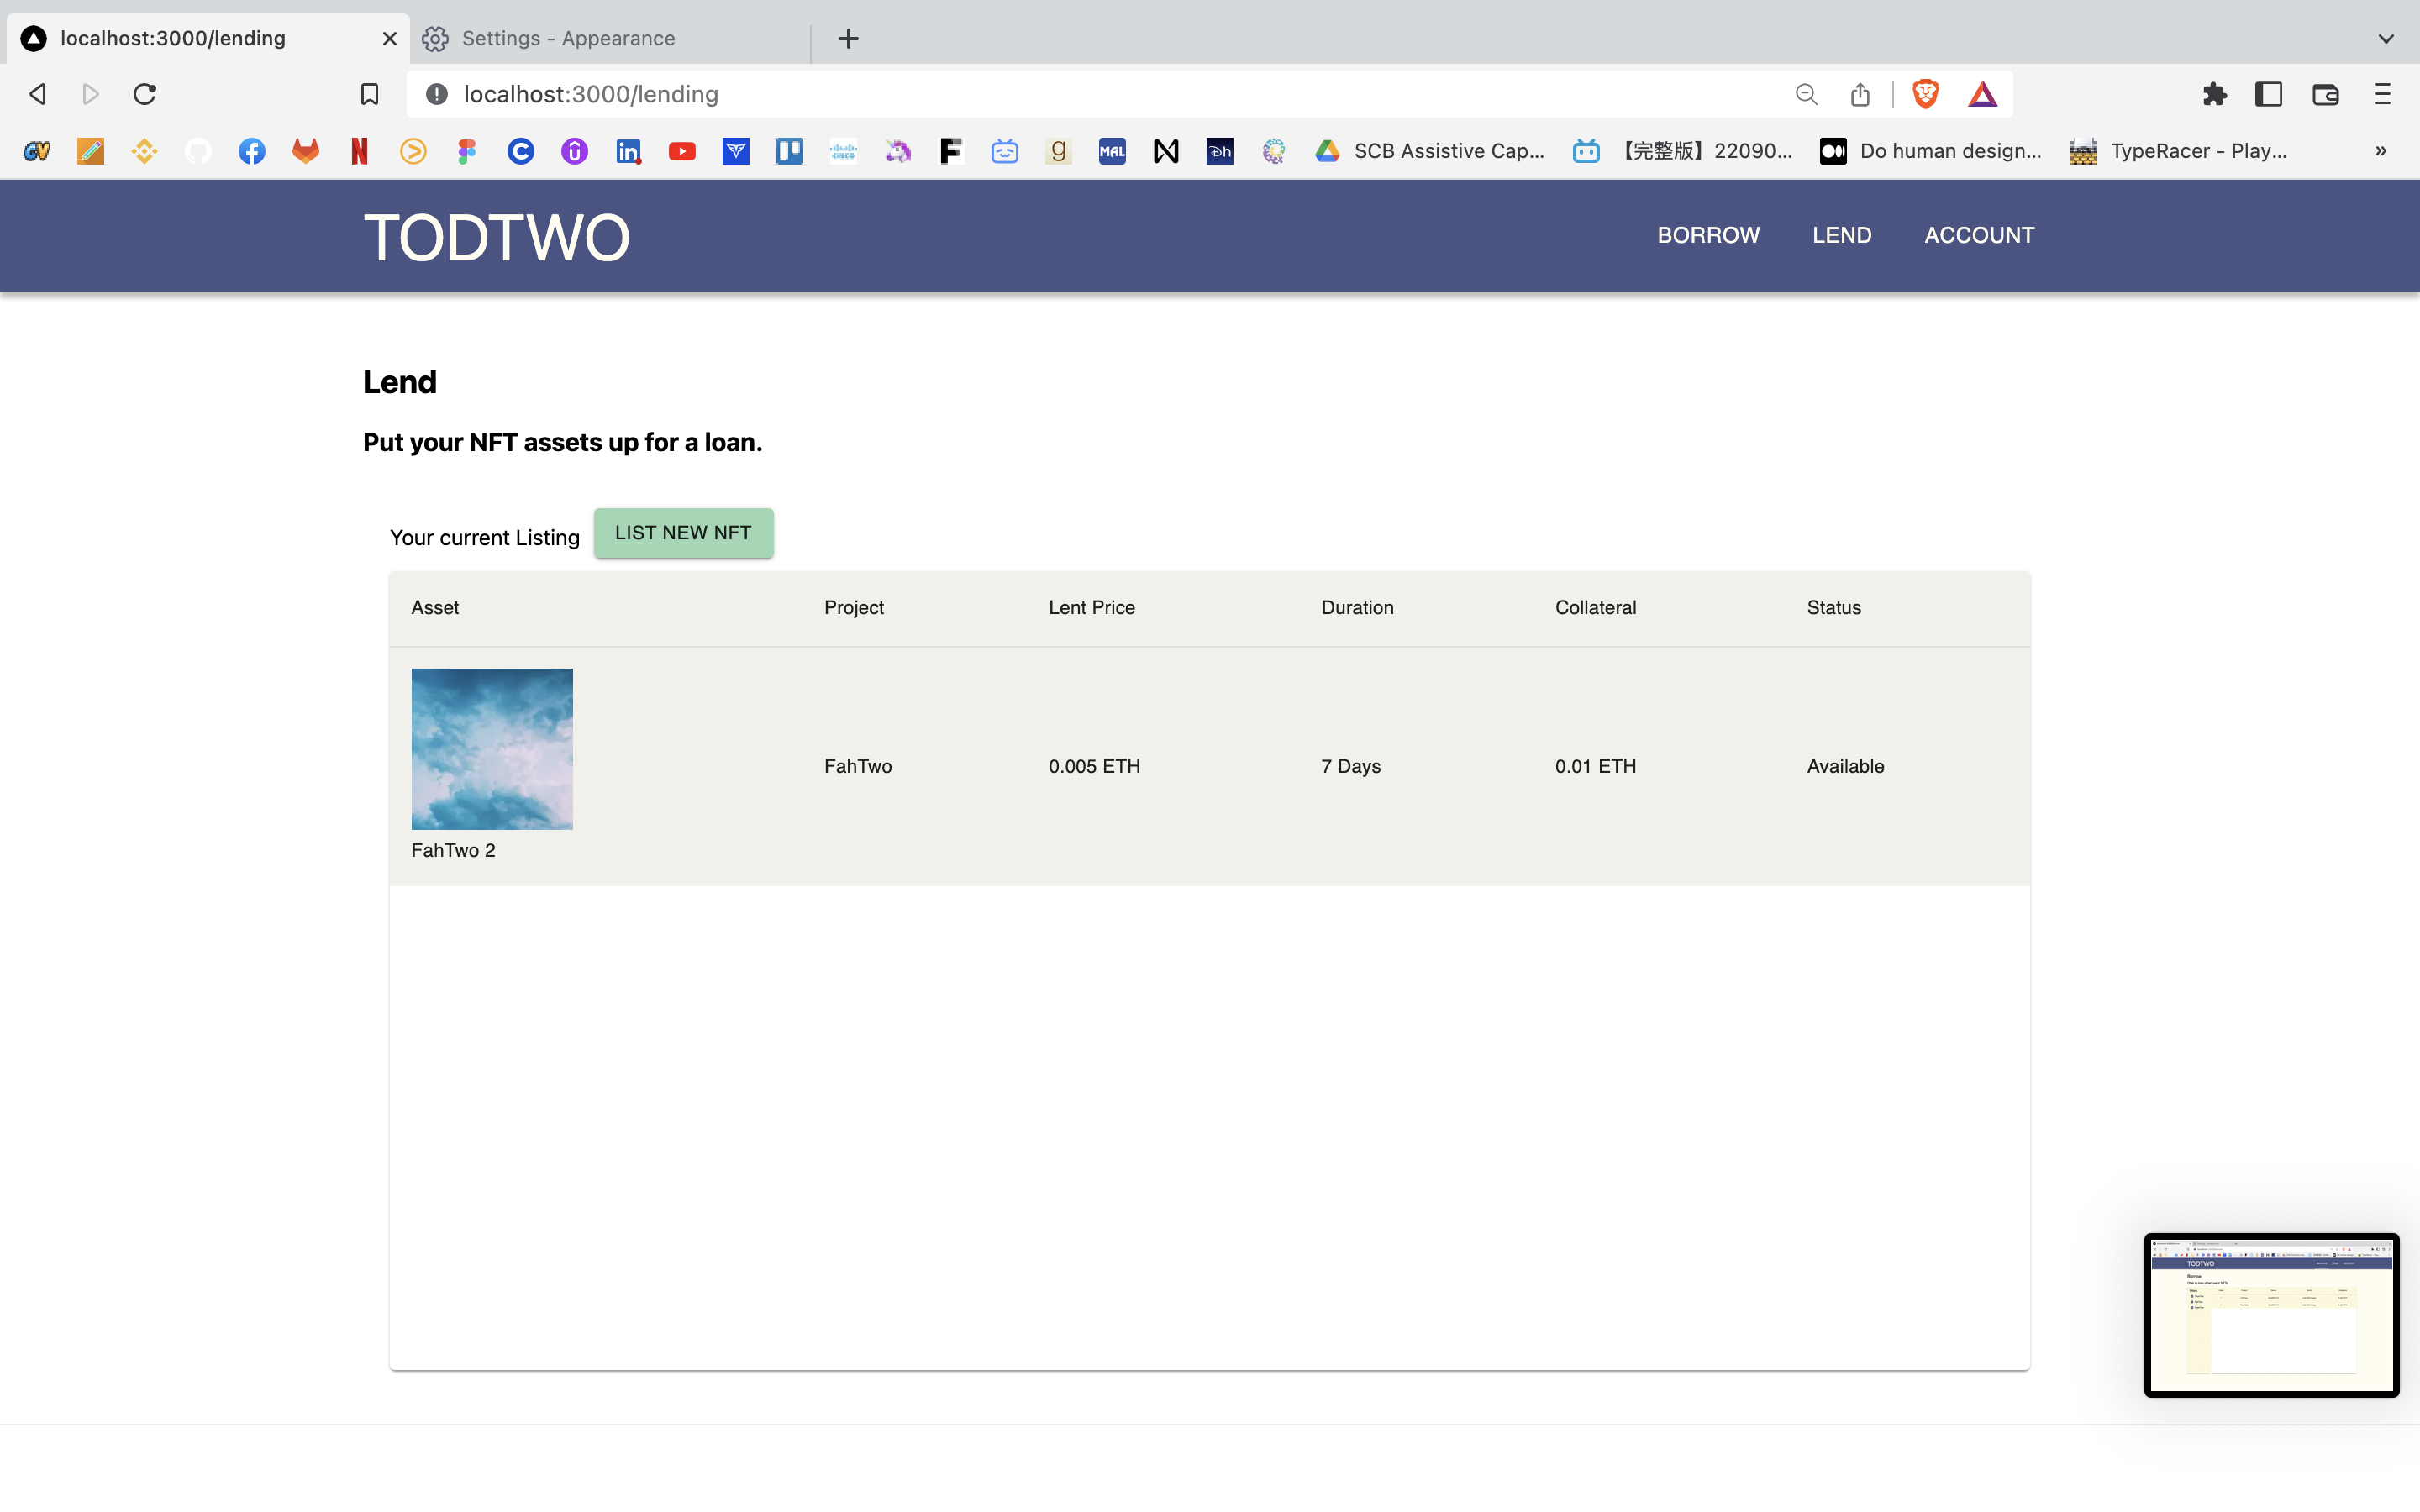 localhost:3000/lending
Settings - Appearance
localhost:3000/lending
SCB Assistive Cap...
【完整版】22090...
Do human design...
TypeRacer - Play...
TODTWO
BORROW
LEND
ACCOUNT
Lend
Put your NFT assets up for a loan.
Your current Listing
LIST NEW NFT
Asset Project Lent Price Duration Collateral Status
FahTwo 0.005 ETH 7 Days 0.01 ETH Available
FahTwo 2
TODTWO
Borrow